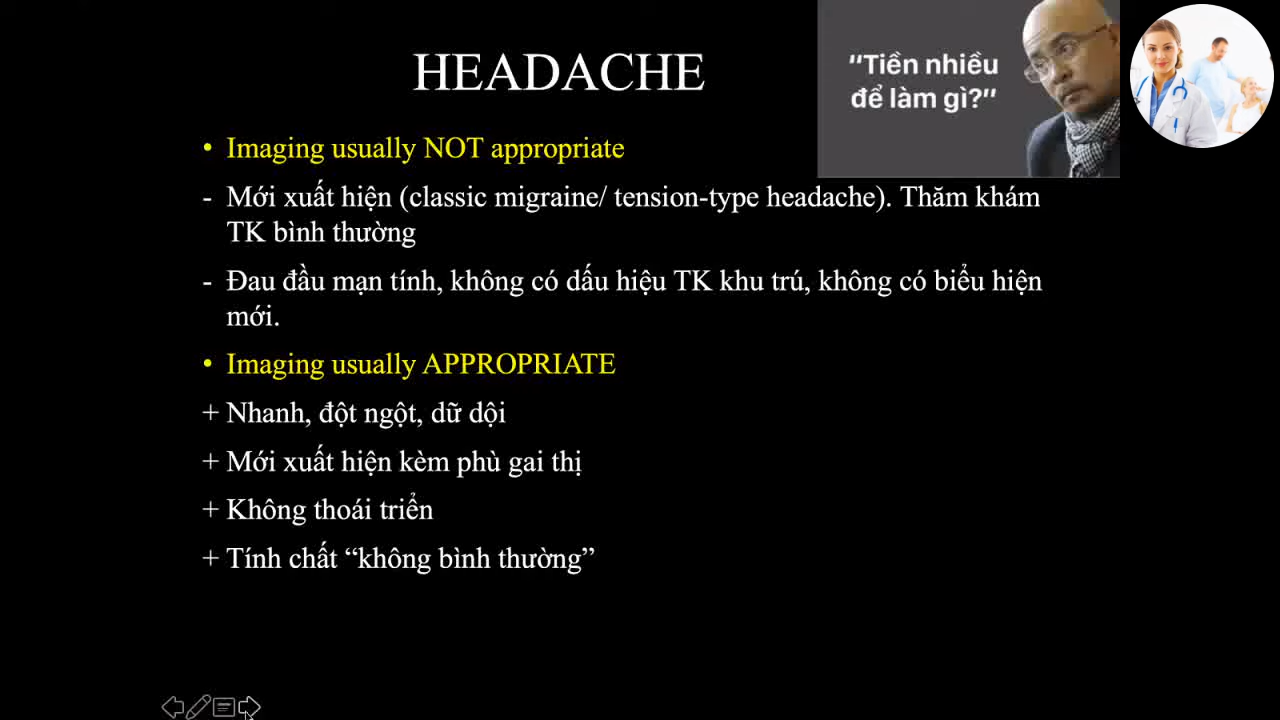 HEADACHE
“Tiền nhiều
để làm gì?”
• Imaging usually NOT appropriate
- Mới xuất hiện (classic migraine/ tension-type headache). Thăm khám
TK bình thường
- Đau đầu mạn tính, không có dấu hiệu TK khu trú, không có biểu hiện
mới.
• Imaging usually APPROPRIATE
+ Nhanh, đột ngột, dữ dội
+ Mới xuất hiện kèm phù gai thị
+ Không thoái triển
+ Tính chất “không bình thường”